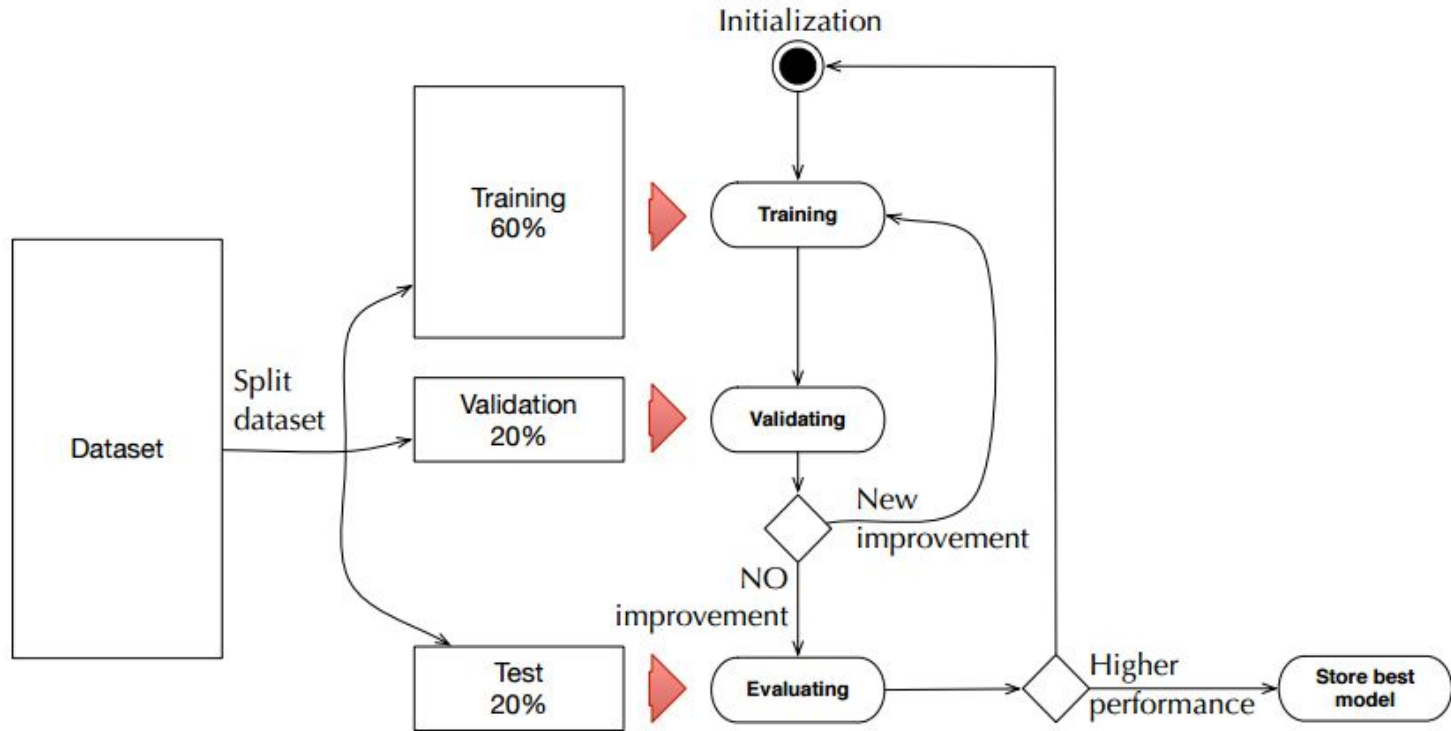 Initialization
Training
60%
Training
Split
dataset
Validation
20%
Validating
Dataset
New
improvement
NO
improvement
Test
20%
Evaluating
Higher
performance
Store best
model